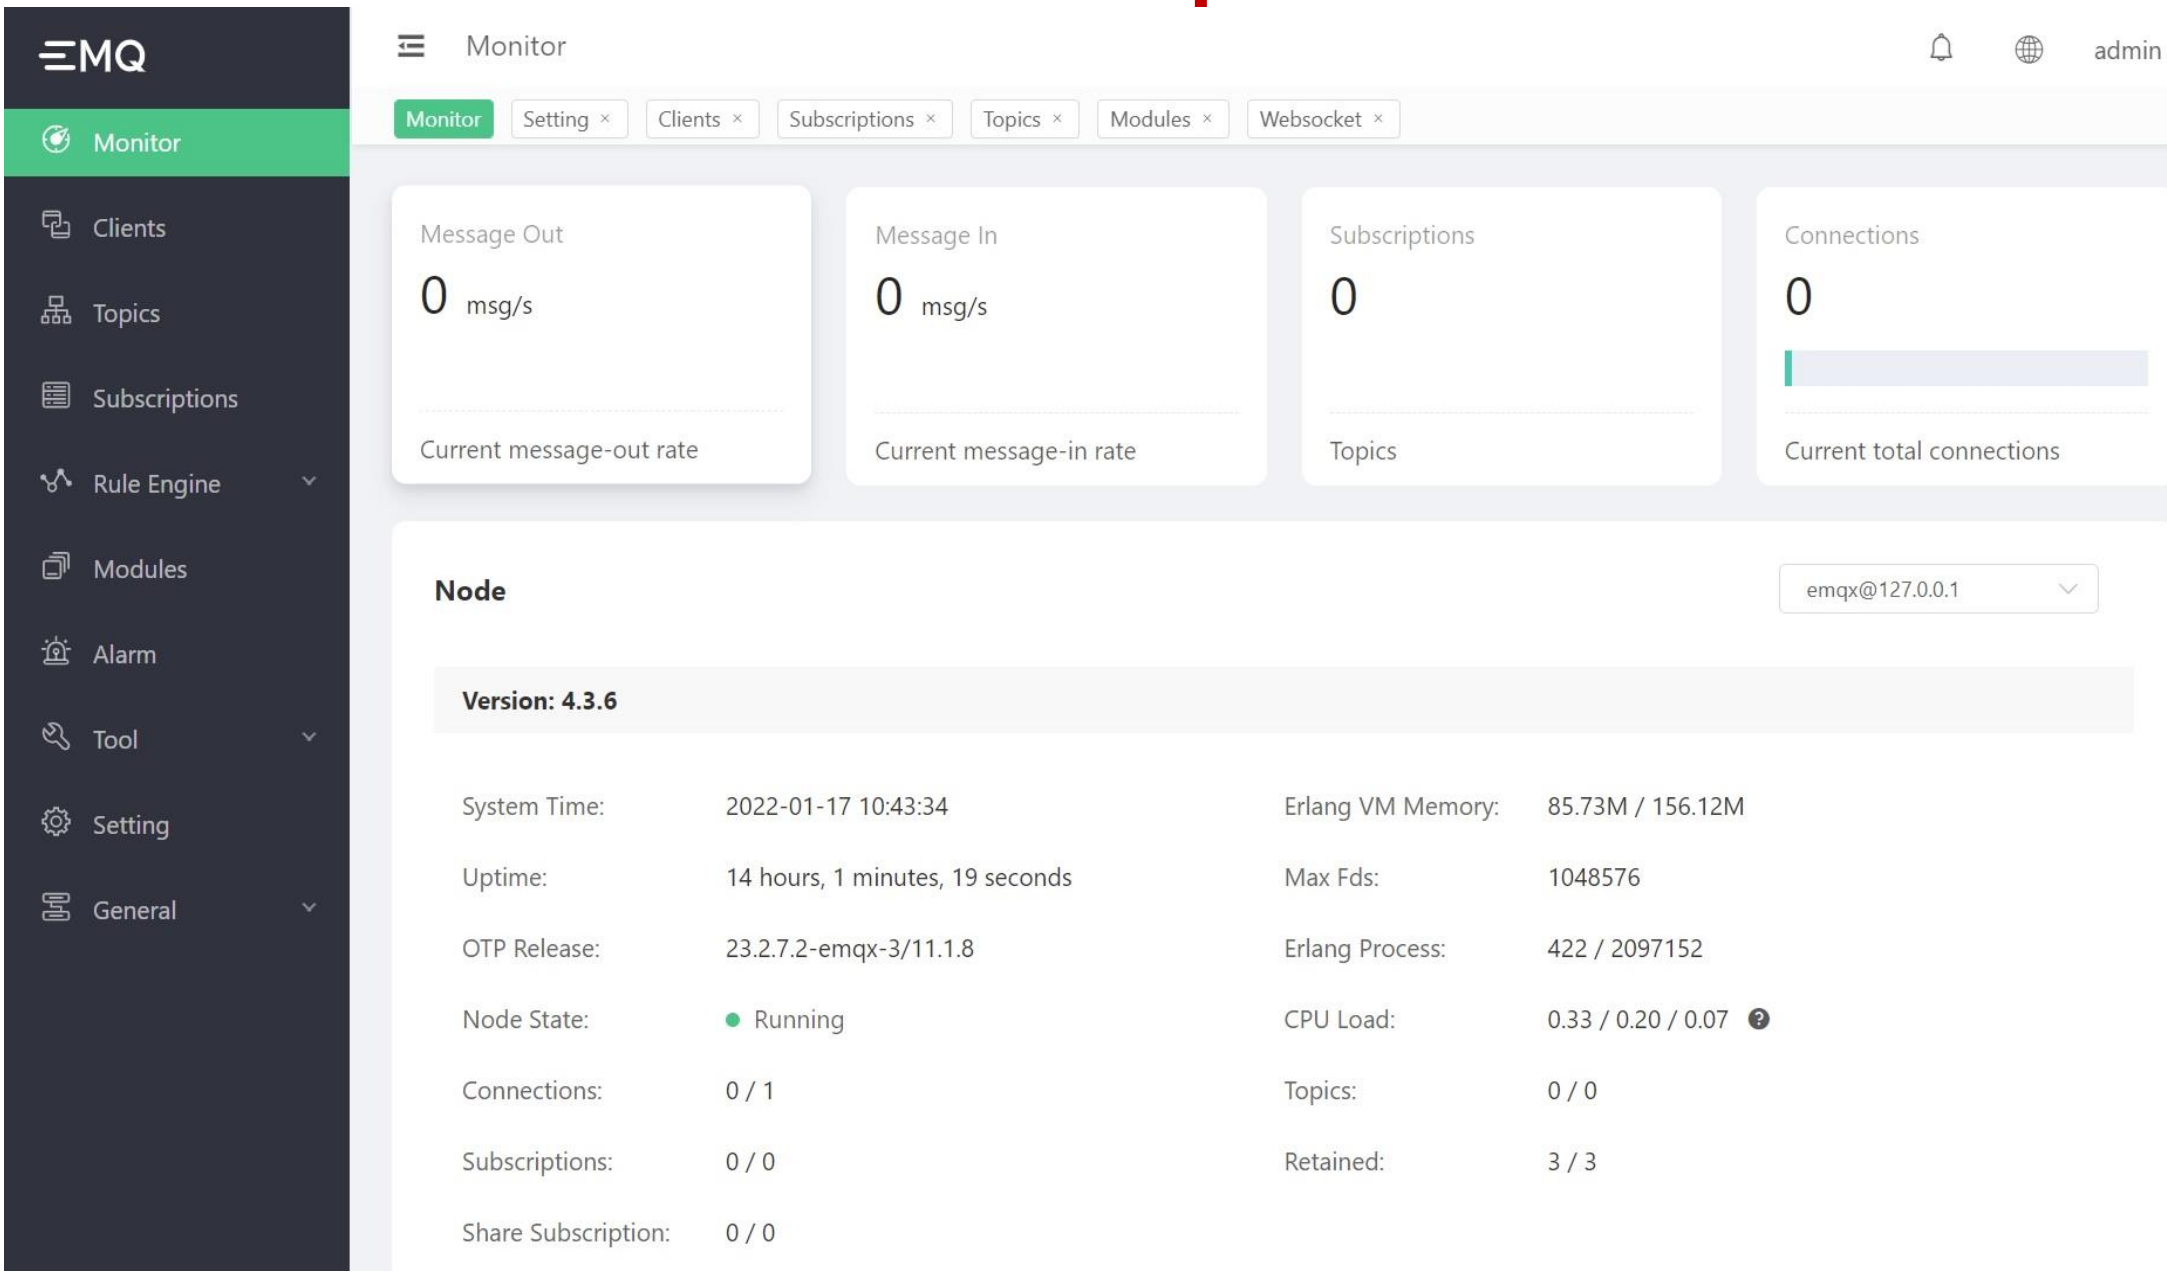 EMQ
Monitor
admin
Monitor
Setting ×
Clients ×
Subscriptions ×
Topics ×
Modules ×
Websocket ×
Monitor
Clients
Topics
Subscriptions
Rule Engine
Modules
Alarm
Tool
Setting
General
Message Out
0 msg/s
Current message-out rate
Message In
0 msg/s
Current message-in rate
Subscriptions
0
Topics
Connections
0
Current total connections
Node
emqx@127.0.0.1
Version: 4.3.6
System Time: 2022-01-17 10:43:34
Erlang VM Memory: 85.73M / 156.12M
Uptime: 14 hours, 1 minutes, 19 seconds
Max Fds: 1048576
OTP Release: 23.2.7.2-emqx-3/11.1.8
Erlang Process: 422 / 2097152
Node State: Running
CPU Load: 0.33 / 0.20 / 0.07 ?
Connections: 0 / 1
Topics: 0 / 0
Subscriptions: 0 / 0
Retained: 3 / 3
Share Subscription: 0 / 0